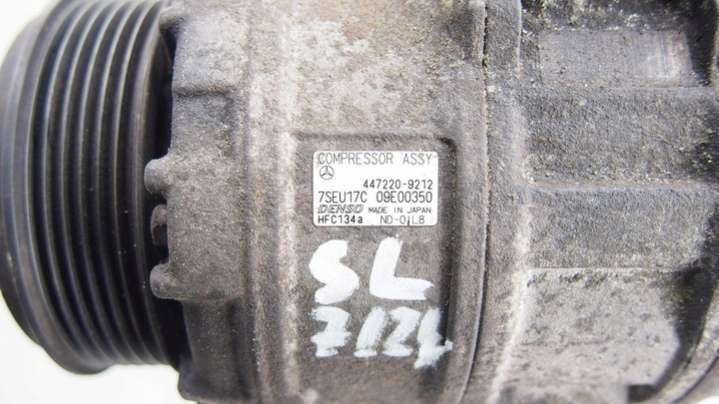 COMPRESSOR ASSY
447220-9212
7SEU17C 09E00350
DENSO MADE IN JAPAN
HFC134a ND-OIL8
SL
7124